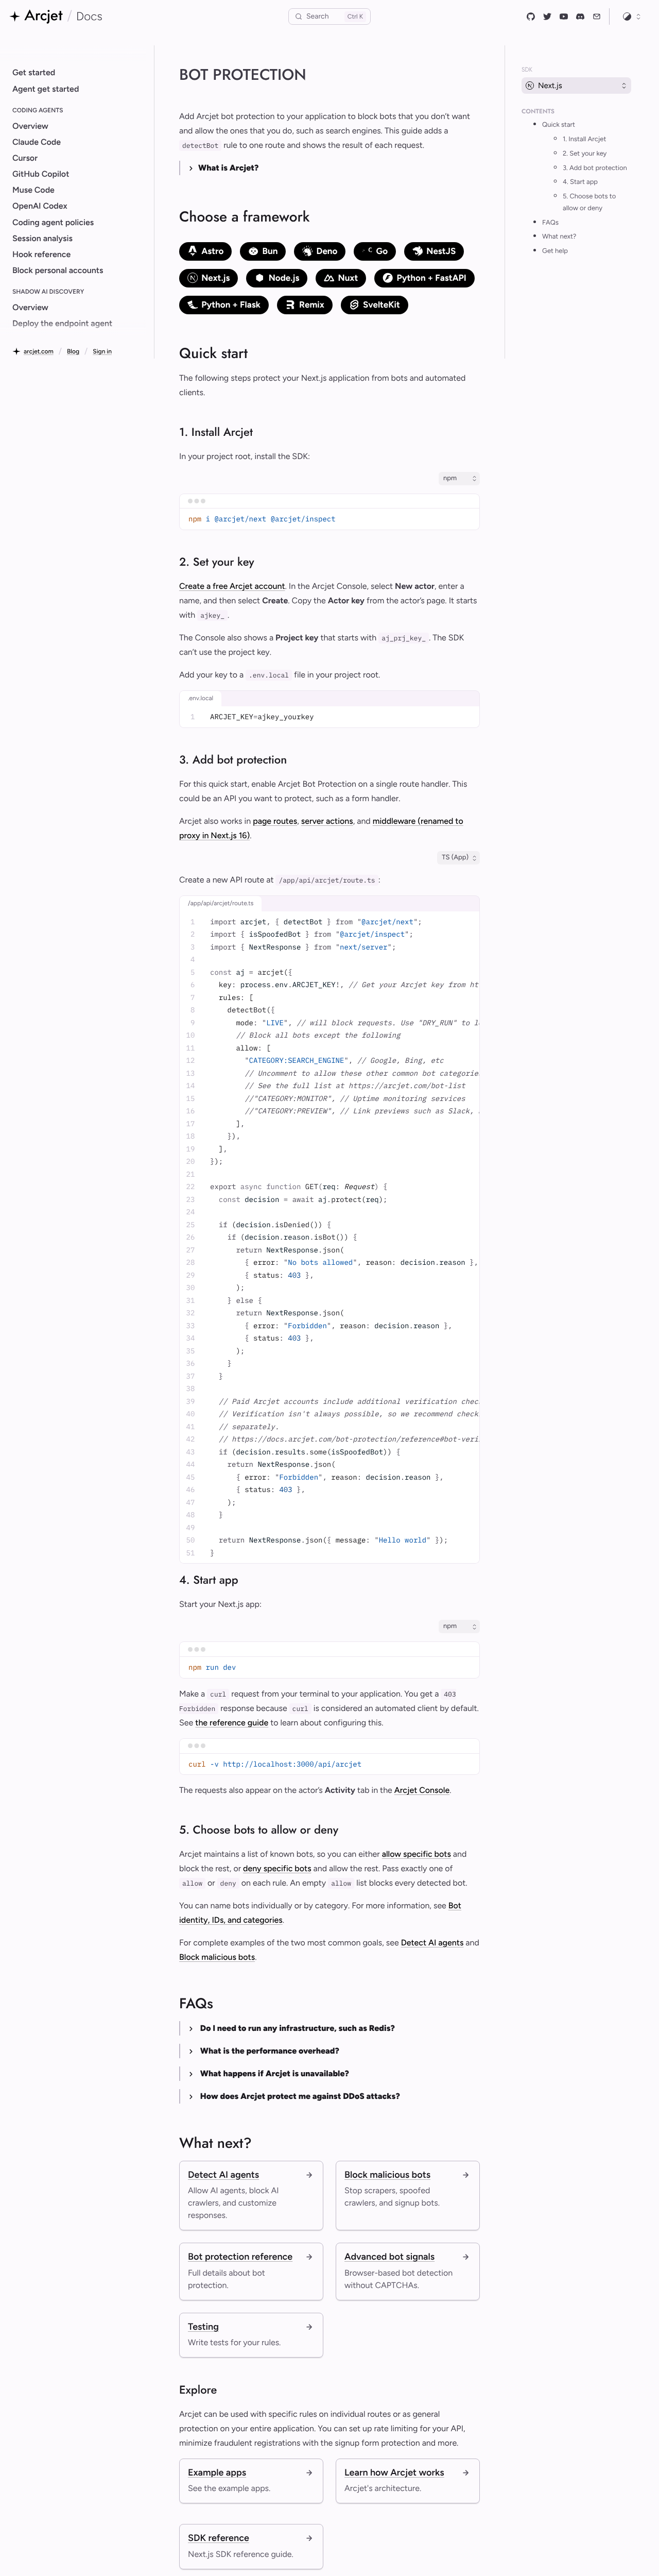 Arcjet / Docs
Search Ctrl K
Get started
Agent get started
CODING AGENTS
Overview
Claude Code
Cursor
GitHub Copilot
Muse Code
OpenAI Codex
Coding agent policies
Session analysis
Hook reference
Block personal accounts
SHADOW AI DISCOVERY
Overview
Deploy the endpoint agent
arcjet.com / Blog / Sign in
BOT PROTECTION
Add Arcjet bot protection to your application to block bots that you don't want
and allow the ones that you do, such as search engines. This guide adds a
detectBot rule to one route and shows the result of each request.
What is Arcjet?
Choose a framework
Astro Bun Deno Go NestJS
Next.js Node.js Nuxt Python + FastAPI
Python + Flask Remix SvelteKit
Quick start
The following steps protect your Next.js application from bots and automated
clients.
1. Install Arcjet
In your project root, install the SDK:
npm
npm i @arcjet/next @arcjet/inspect
2. Set your key
Create a free Arcjet account. In the Arcjet Console, select New actor, enter a
name, and then select Create. Copy the Actor key from the actor's page. It starts
with ajkey_.
The Console also shows a Project key that starts with aj_prj_key_. The SDK
can't use the project key.
Add your key to a .env.local file in your project root.
.env.local
1 ARCJET_KEY=ajkey_yourkey
3. Add bot protection
For this quick start, enable Arcjet Bot Protection on a single route handler. This
could be an API you want to protect, such as a form handler.
Arcjet also works in page routes, server actions, and middleware (renamed to
proxy in Next.js 16).
TS (App)
Create a new API route at /app/api/arcjet/route.ts:
/app/api/arcjet/route.ts
1 import arcjet, { detectBot } from "@arcjet/next";
2 import { isSpoofedBot } from "@arcjet/inspect";
3 import { NextResponse } from "next/server";
4
5 const aj = arcjet({
6 key: process.env.ARCJET_KEY!, // Get your Arcjet key from ht
7 rules: [
8 detectBot({
9 mode: "LIVE", // will block requests. Use "DRY_RUN" to l
10 // Block all bots except the following
11 allow: [
12 "CATEGORY:SEARCH_ENGINE", // Google, Bing, etc
13 // Uncomment to allow these other common bot categorie
14 // See the full list at https://arcjet.com/bot-list
15 //"CATEGORY:MONITOR", // Uptime monitoring services
16 //"CATEGORY:PREVIEW", // Link previews such as Slack,
17 ],
18 }),
19 ],
20 });
21
22 export async function GET(req: Request) {
23 const decision = await aj.protect(req);
24
25 if (decision.isDenied()) {
26 if (decision.reason.isBot()) {
27 return NextResponse.json(
28 { error: "No bots allowed", reason: decision.reason },
29 { status: 403 },
30 );
31 } else {
32 return NextResponse.json(
33 { error: "Forbidden", reason: decision.reason },
34 { status: 403 },
35 );
36 }
37 }
38
39 // Paid Arcjet accounts include additional verification chec
40 // Verification isn't always possible, so we recommend check
41 // separately.
42 // https://docs.arcjet.com/bot-protection/reference#bot-veri
43 if (decision.results.some(isSpoofedBot)) {
44 return NextResponse.json(
45 { error: "Forbidden", reason: decision.reason },
46 { status: 403 },
47 );
48 }
49
50 return NextResponse.json({ message: "Hello world" });
51 }
4. Start app
Start your Next.js app:
npm
npm run dev
Make a curl request from your terminal to your application. You get a 403
Forbidden response because curl is considered an automated client by default.
See the reference guide to learn about configuring this.
curl -v http://localhost:3000/api/arcjet
The requests also appear on the actor's Activity tab in the Arcjet Console.
5. Choose bots to allow or deny
Arcjet maintains a list of known bots, so you can either allow specific bots and
block the rest, or deny specific bots and allow the rest. Pass exactly one of
allow or deny on each rule. An empty allow list blocks every detected bot.
You can name bots individually or by category. For more information, see Bot
identity, IDs, and categories.
For complete examples of the two most common goals, see Detect AI agents and
Block malicious bots.
FAQs
Do I need to run any infrastructure, such as Redis?
What is the performance overhead?
What happens if Arcjet is unavailable?
How does Arcjet protect me against DDoS attacks?
What next?
Detect AI agents
Allow AI agents, block AI
crawlers, and customize
responses.
Block malicious bots
Stop scrapers, spoofed
crawlers, and signup bots.
Bot protection reference
Full details about bot
protection.
Advanced bot signals
Browser-based bot detection
without CAPTCHAs.
Testing
Write tests for your rules.
Explore
Arcjet can be used with specific rules on individual routes or as general
protection on your entire application. You can set up rate limiting for your API,
minimize fraudulent registrations with the signup form protection and more.
Example apps
See the example apps.
Learn how Arcjet works
Arcjet's architecture.
SDK reference
Next.js SDK reference guide.
SDK
Next.js
CONTENTS
Quick start
1. Install Arcjet
2. Set your key
3. Add bot protection
4. Start app
5. Choose bots to
allow or deny
FAQs
What next?
Get help